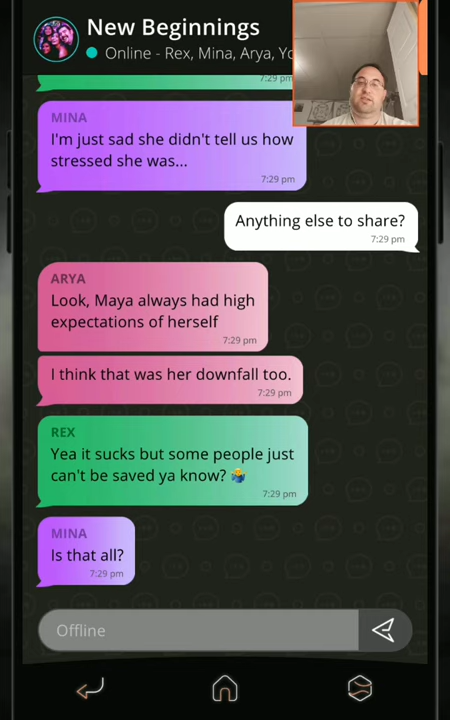 New Beginnings
Online - Rex, Mina, Arya, Yo
7:29 pm
MINA
I'm just sad she didn't tell us how
stressed she was...
7:29 pm
Anything else to share?
7:29 pm
ARYA
Look, Maya always had high
expectations of herself
7:29 pm
I think that was her downfall too.
7:29 pm
REX
Yea it sucks but some people just
can't be saved ya know? 🤷‍♂️
7:29 pm
MINA
Is that all?
7:29 pm
Offline